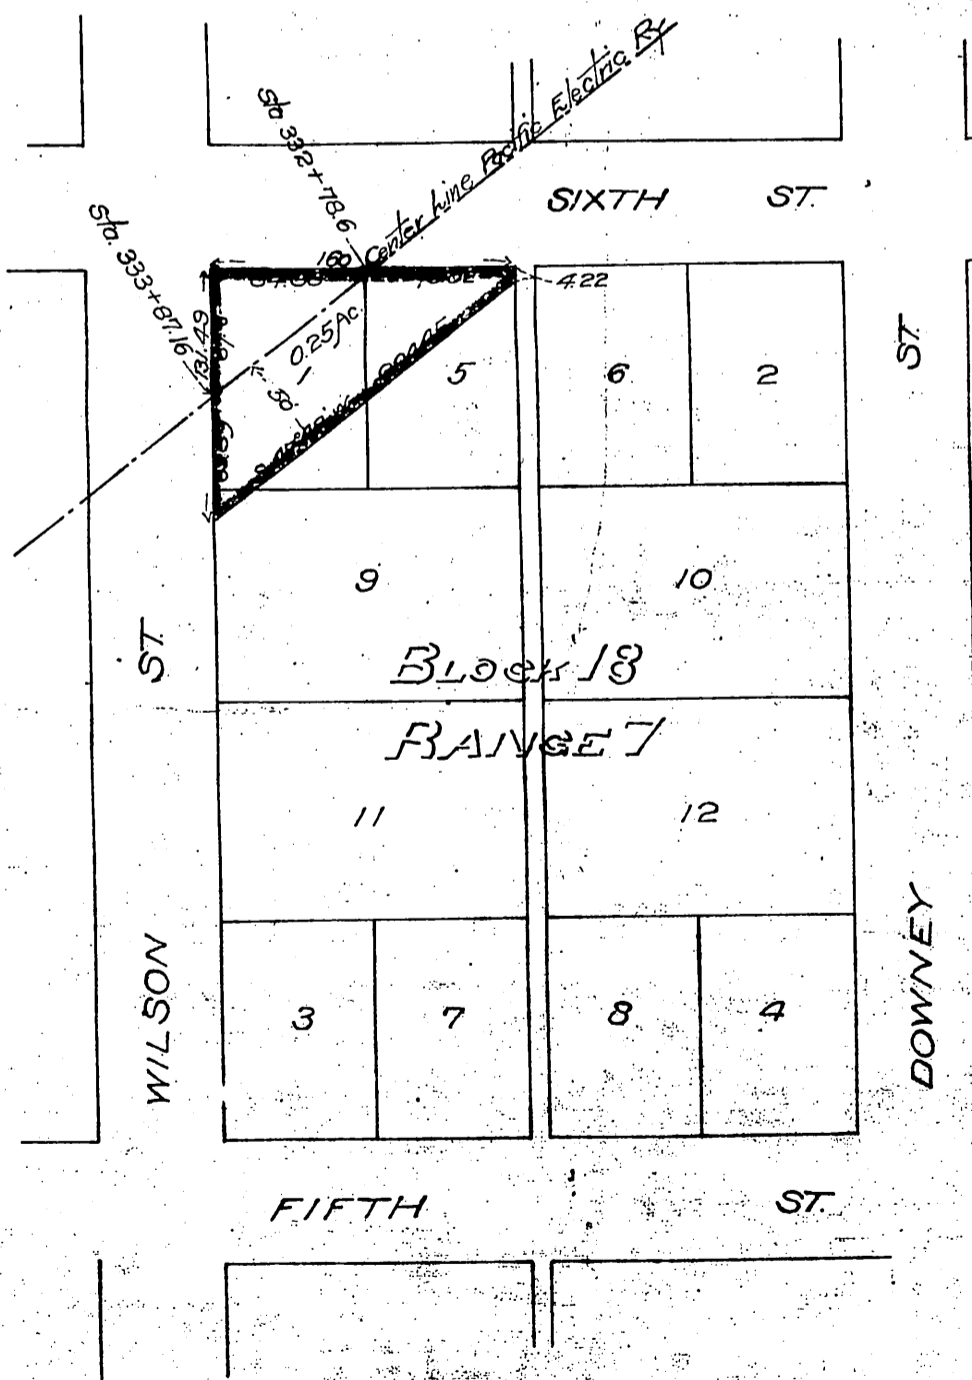 Center Line Pacific Electric Ry.
Sta. 332+78.6
SIXTH ST.
Sta. 333+87.16
160
4.22
131.49
0.25 Ac.
50'
5
6
2
ST.
9
10
ST.
BLOCK 18
RANGE 7
11
12
WILSON
DOWNEY
3
7
8
4
FIFTH ST.